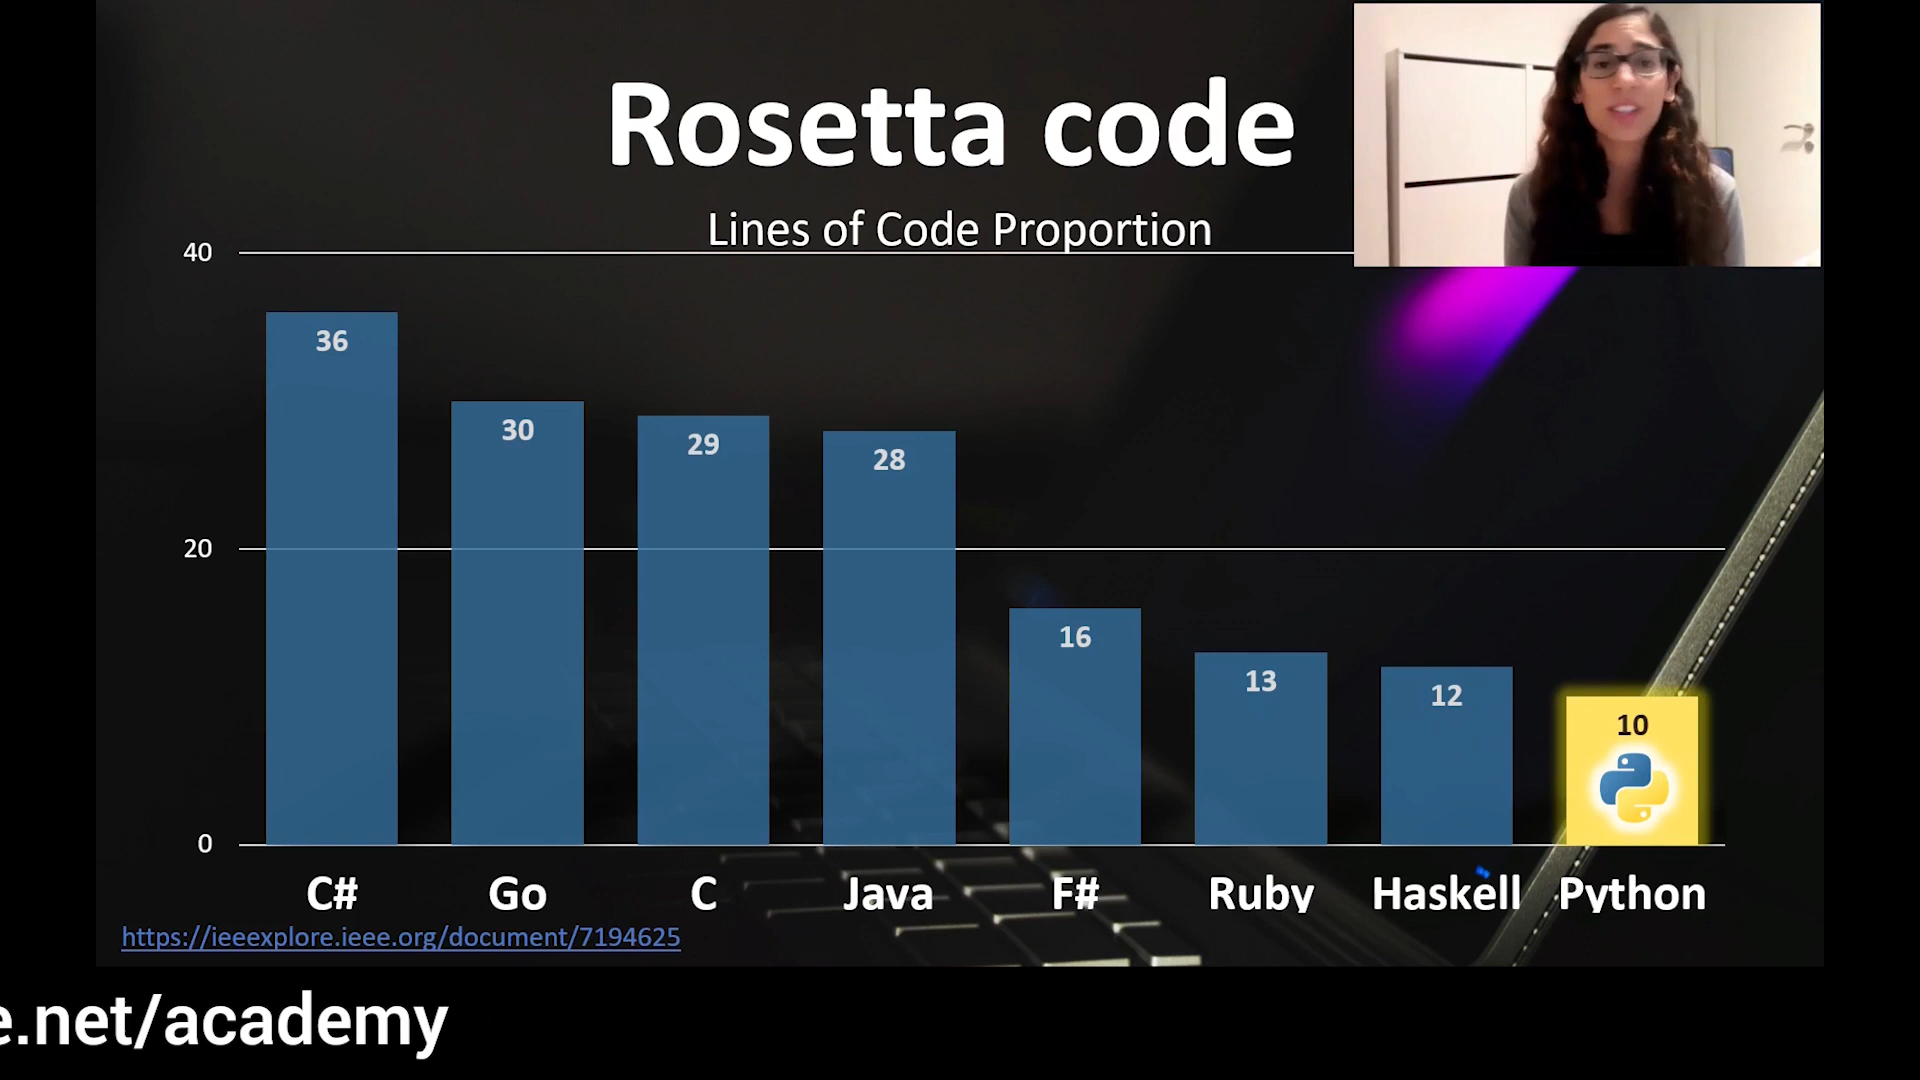 Rosetta code
Lines of Code Proportion
40
20
0
36
30
29
28
16
13
12
10
C# Go C Java F# Ruby Haskell Python
https://ieeexplore.ieee.org/document/7194625
e.net/academy